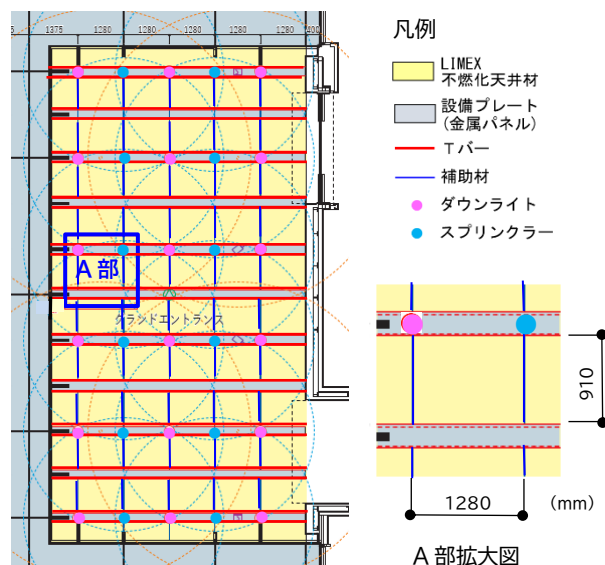 5
1375
1280
1280
1280
1280
400
A部
グランドエントランス
凡例
LIMEX
不燃化天井材
設備プレート
(金属パネル)
Tバー
補助材
ダウンライト
スプリンクラー
910
1280
(mm)
A部拡大図